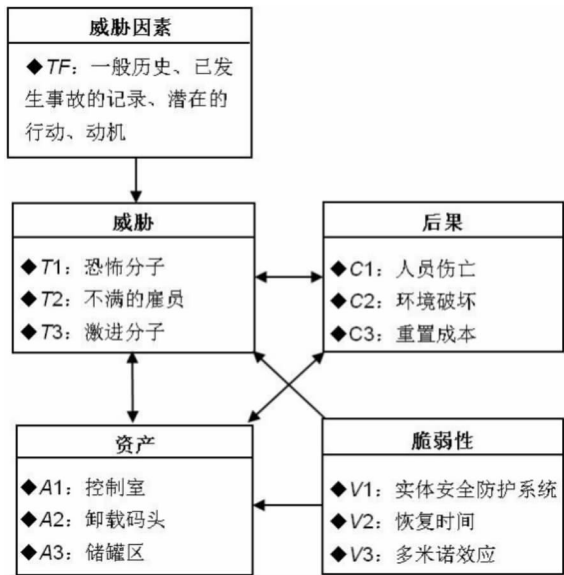 威胁因素
◆TF：一般历史、已发
生事故的记录、潜在的
行动、动机
威胁
◆T1：恐怖分子
◆T2：不满的雇员
◆T3：激进分子
后果
◆C1：人员伤亡
◆C2：环境破坏
◆C3：重置成本
资产
◆A1：控制室
◆A2：卸载码头
◆A3：储罐区
脆弱性
◆V1：实体安全防护系统
◆V2：恢复时间
◆V3：多米诺效应